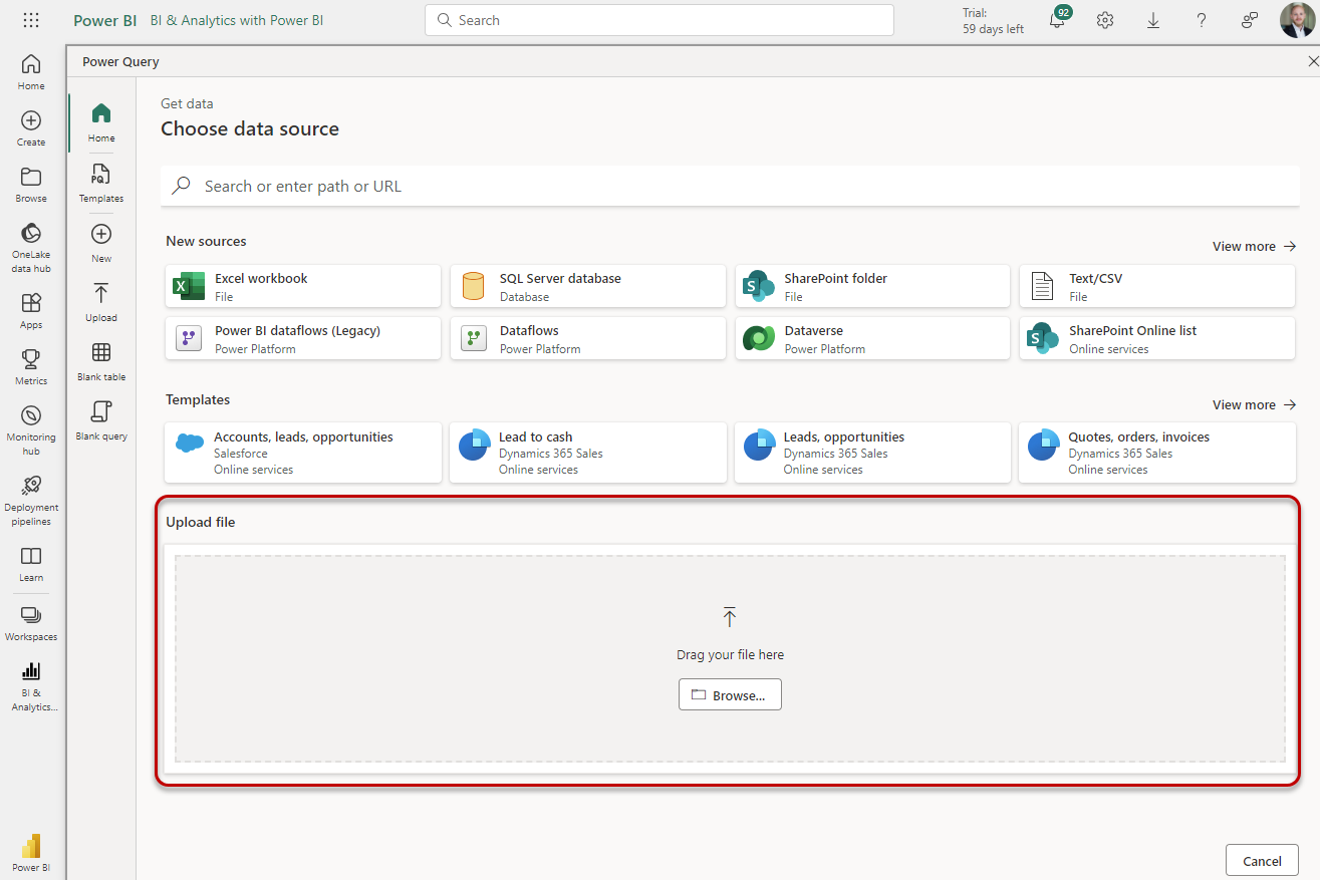 Power BI
BI & Analytics with Power BI
Search
Trial:
59 days left
92
Home
Create
Browse
OneLake
data hub
Apps
Metrics
Monitoring
hub
Deployment
pipelines
Learn
Workspaces
BI &
Analytics...
Power BI
Power Query
Home
PQ
Templates
New
Upload
Blank table
Blank query
Get data
Choose data source
Search or enter path or URL
New sources
View more
X
Excel workbook
File
SQL Server database
Database
S
SharePoint folder
File
Text/CSV
File
Power BI dataflows (Legacy)
Power Platform
Dataflows
Power Platform
Dataverse
Power Platform
S
SharePoint Online list
Online services
Templates
View more
Accounts, leads, opportunities
Salesforce
Online services
Lead to cash
Dynamics 365 Sales
Online services
Leads, opportunities
Dynamics 365 Sales
Online services
Quotes, orders, invoices
Dynamics 365 Sales
Online services
Upload file
Drag your file here
Browse...
Cancel